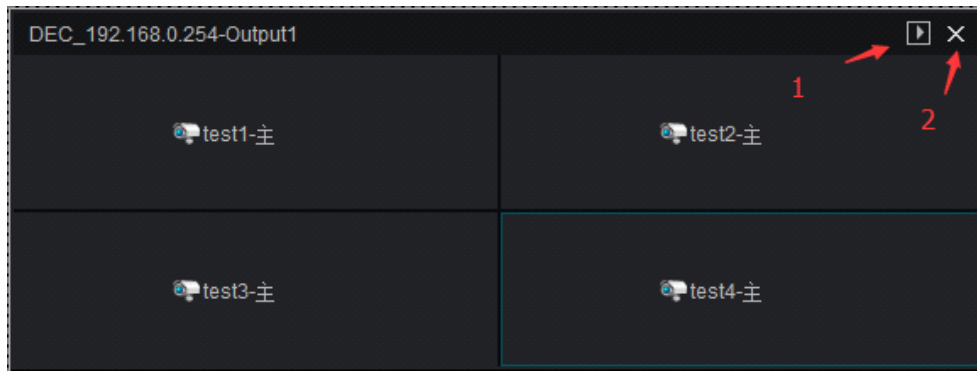 DEC_192.168.0.254-Output1
1
2
test1-主
test2-主
test3-主
test4-主